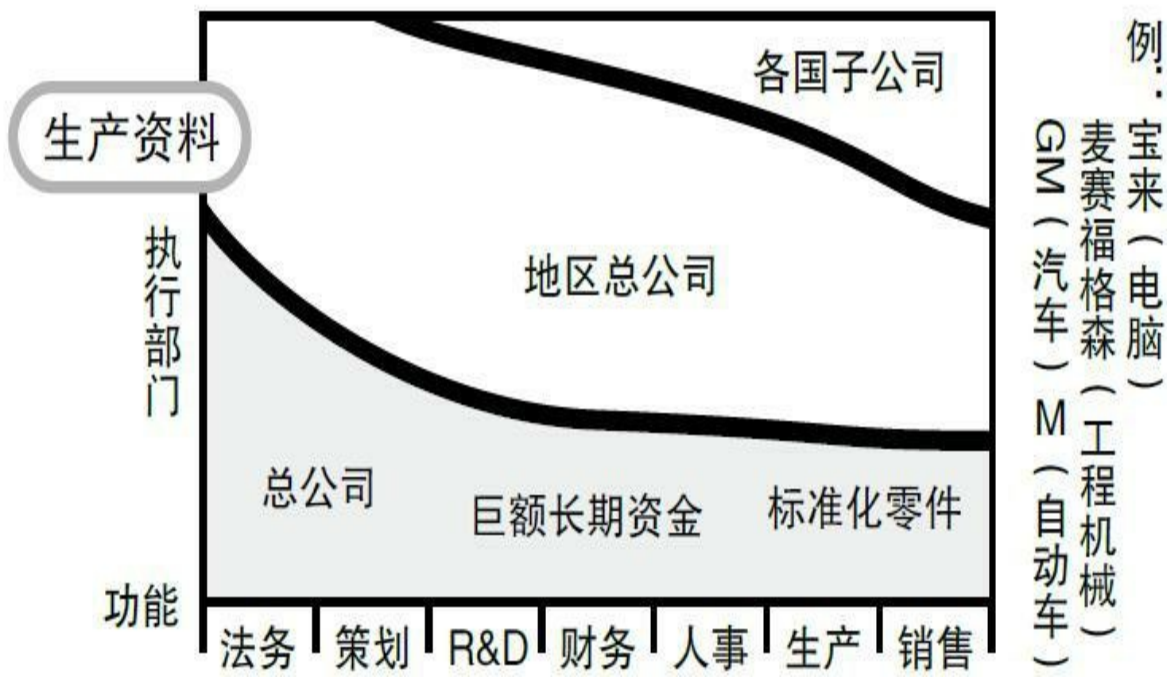 各国子公司
生产资料
地区总公司
执行部门
总公司
巨额长期资金
标准化零件
功能
法务
策划
R&D
财务
人事
生产
销售
例：宝来（电脑）
麦赛福格森（工程机械）
GM（汽车）M（自动车）